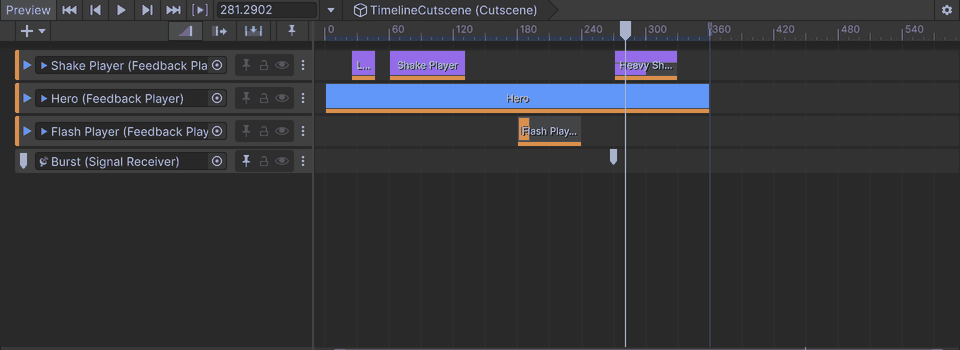 Preview 281.2902 TimelineCutscene (Cutscene)
0 60 120 180 240 300 360 420 480 540
Shake Player (Feedback Pla L... Shake Player Heavy Sh...
Hero (Feedback Player) Hero
Flash Player (Feedback Play Flash Play...
Burst (Signal Receiver)